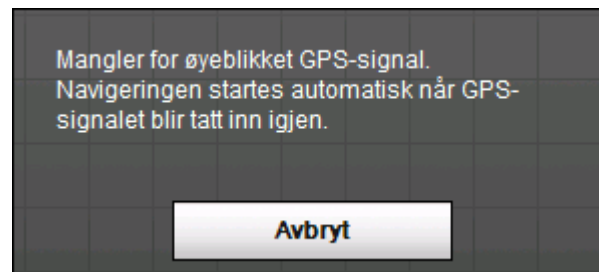 Mangler for øyeblikket GPS-signal.
Navigeringen startes automatisk når GPS-
signalet blir tatt inn igjen.
Avbryt